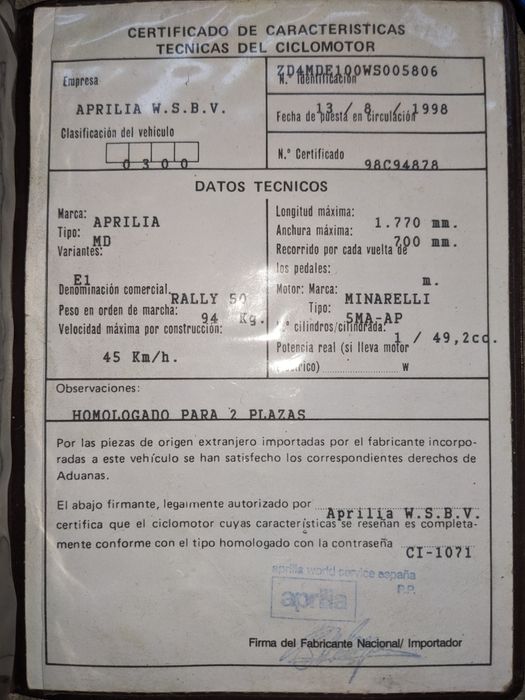 CERTIFICADO DE CARACTERISTICAS
TECNICAS DEL CICLOMOTOR
Empresa
APRILIA W.S.B.V.
Clasificación del vehículo
0300
ZD4MDE100WS005806
N.º Identificación
13 / 8 / 1998
Fecha de puesta en circulación
N.º Certificado
98C94878
DATOS TECNICOS
Marca: APRILIA
Tipo: MD
Variantes:
E1
Denominación comercial. RALLY 50
Peso en orden de marcha: 94 Kg.
Velocidad máxima por construcción:
45 Km/h.
Longitud máxima: 1.770 mm.
Anchura máxima: 700 mm.
Recorrido por cada vuelta de
los pedales: m.
Motor: Marca: MINARELLI
Tipo: 5MA-AP
N.º cilindros/cilindrada: 1 / 49,2cc.
Potencia real (si lleva motor
eléctrico) W
Observaciones:
HOMOLOGADO PARA 2 PLAZAS
Por las piezas de origen extranjero importadas por el fabricante incorpo-
radas a este vehículo se han satisfecho los correspondientes derechos de
Aduanas.
El abajo firmante, legalmente autorizado por Aprilia W.S.B.V.
certifica que el ciclomotor cuyas características se reseñan es completa-
mente conforme con el tipo homologado con la contraseña CI-1071
aprilia world service españa
P.P.
aprilia
Firma del Fabricante Nacional/ Importador